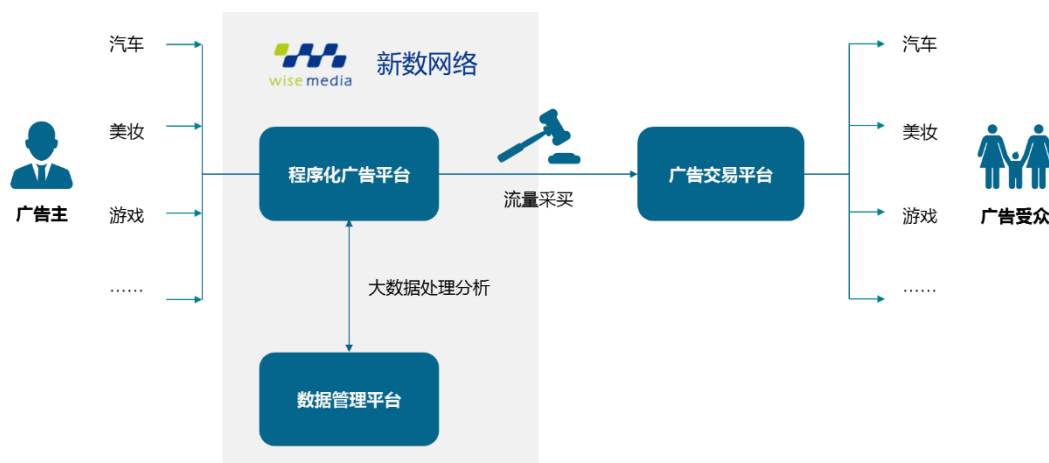 汽车
美妆
游戏
……
广告主
wise media
新数网络
程序化广告平台
大数据处理分析
数据管理平台
流量采买
广告交易平台
汽车
美妆
游戏
……
广告受众